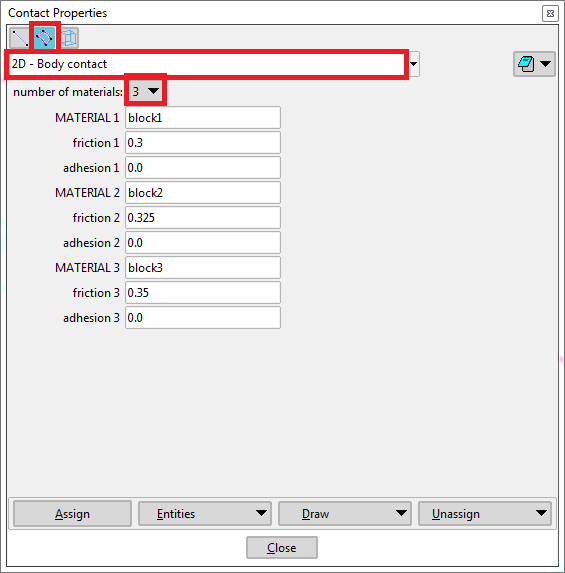 Contact Properties
2D - Body contact
number of materials: 3
MATERIAL 1 block1
friction 1 0.3
adhesion 1 0.0
MATERIAL 2 block2
friction 2 0.325
adhesion 2 0.0
MATERIAL 3 block3
friction 3 0.35
adhesion 3 0.0
Assign Entities Draw Unassign
Close